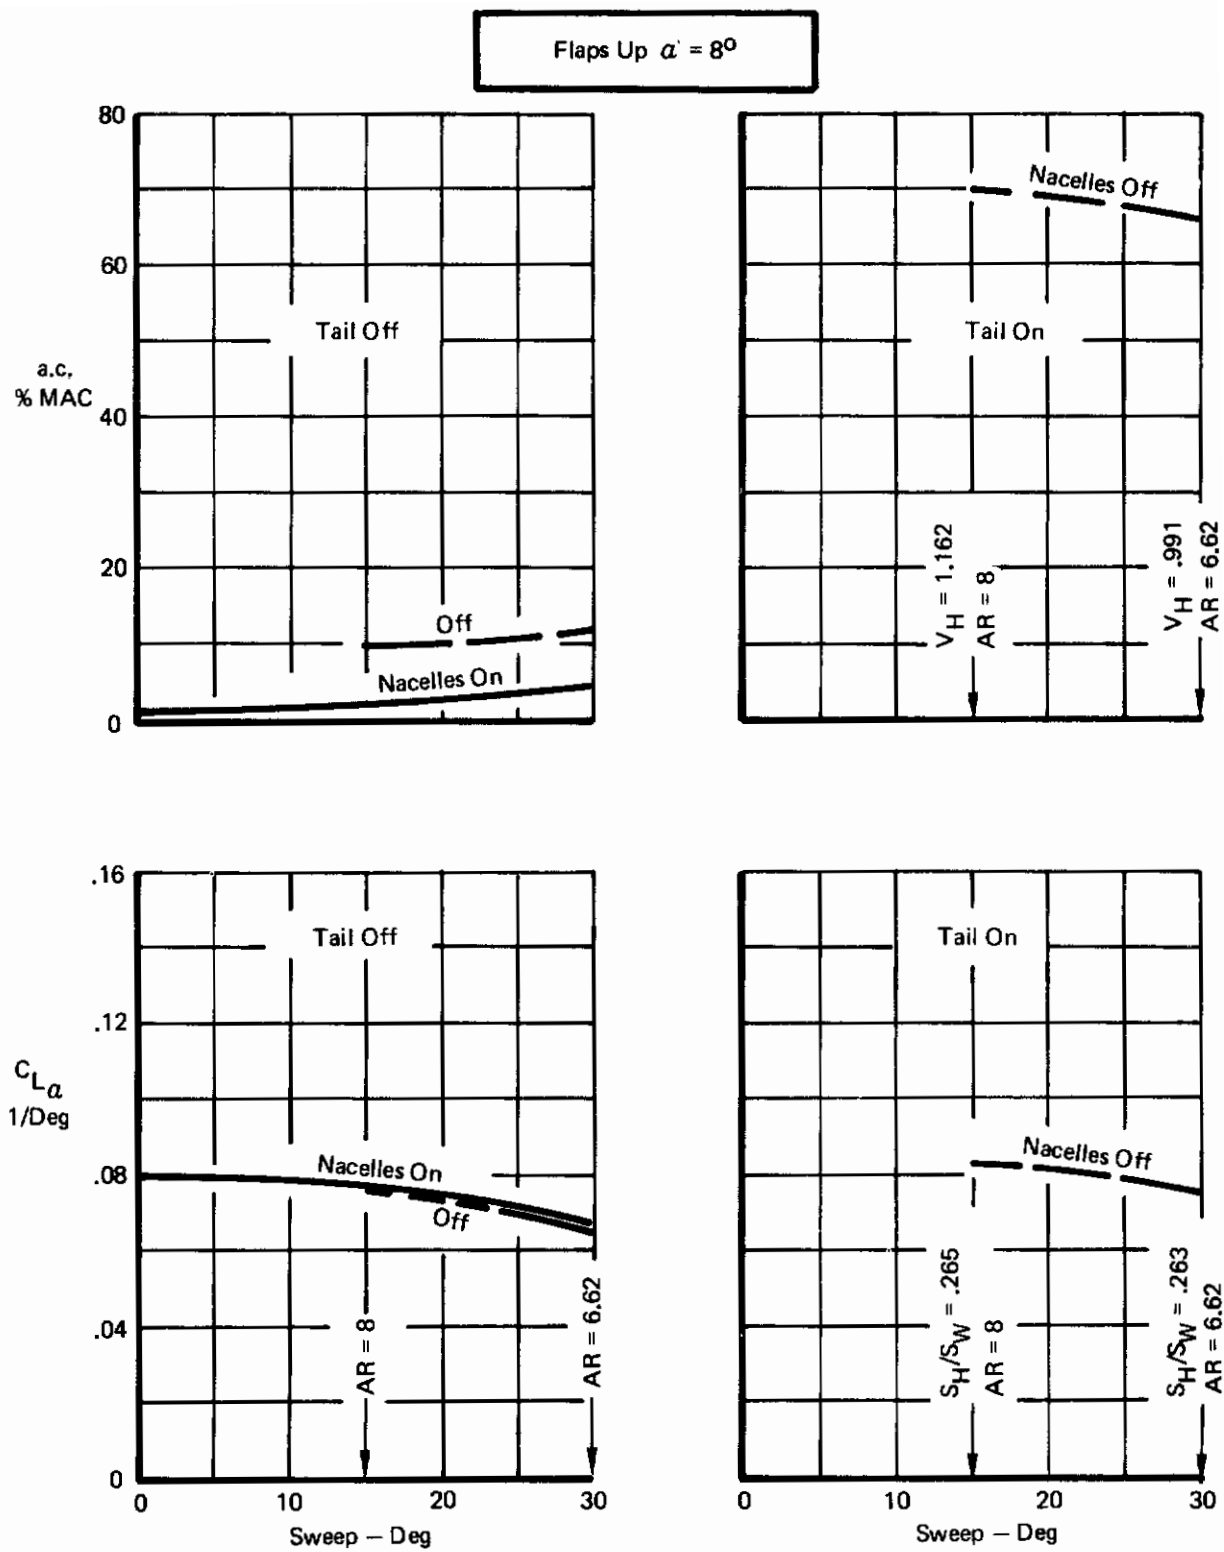 Flaps Up α = 8°
80
60
40
20
0
a.c.
% MAC
Tail Off
Off
Nacelles On
Nacelles Off
Tail On
V_H = 1.162
AR = 8
V_H = .991
AR = 6.62
.16
.12
.08
.04
0
C_Lα
1/Deg
Tail Off
Nacelles On
Off
AR = 8
AR = 6.62
0 10 20 30
Sweep — Deg
Tail On
Nacelles Off
S_H/S_W = .265
AR = 8
S_H/S_W = .263
AR = 6.62
0 10 20 30
Sweep — Deg